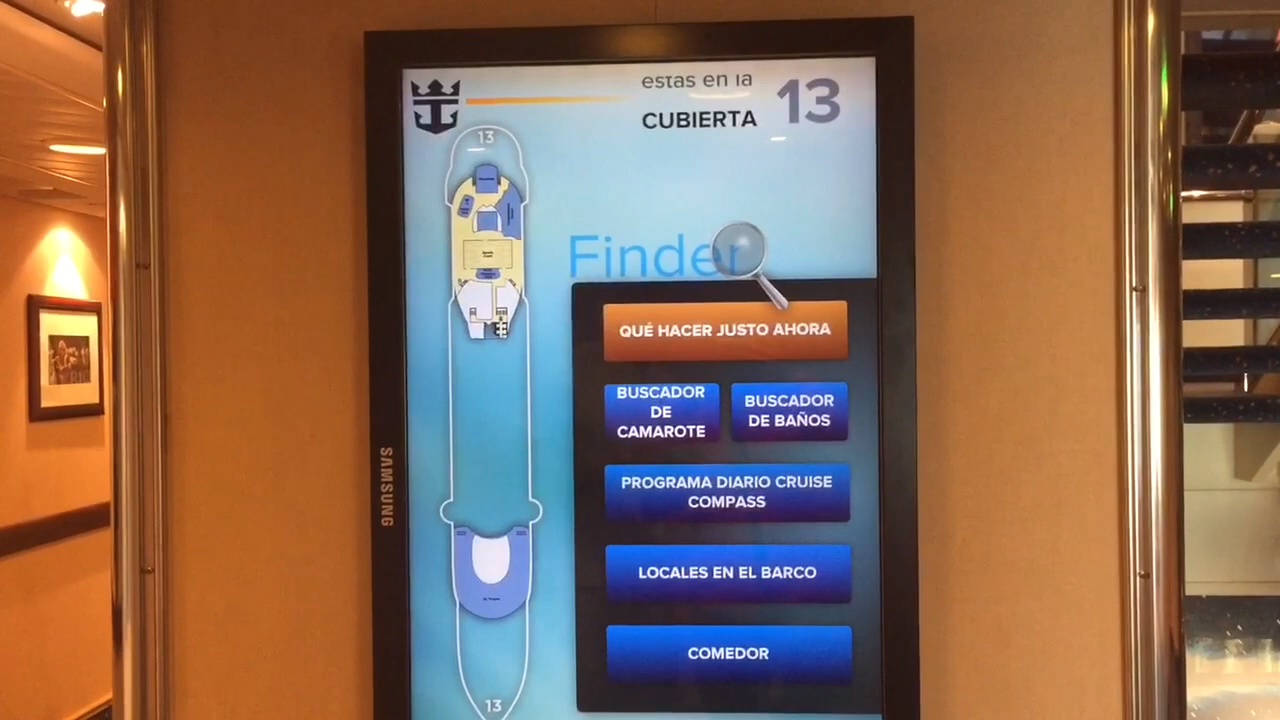 estas en la
CUBIERTA 13
13
Finder
QUÉ HACER JUSTO AHORA
BUSCADOR
DE
CAMAROTE
BUSCADOR
DE BAÑOS
PROGRAMA DIARIO CRUISE
COMPASS
LOCALES EN EL BARCO
COMEDOR
13
SAMSUNG